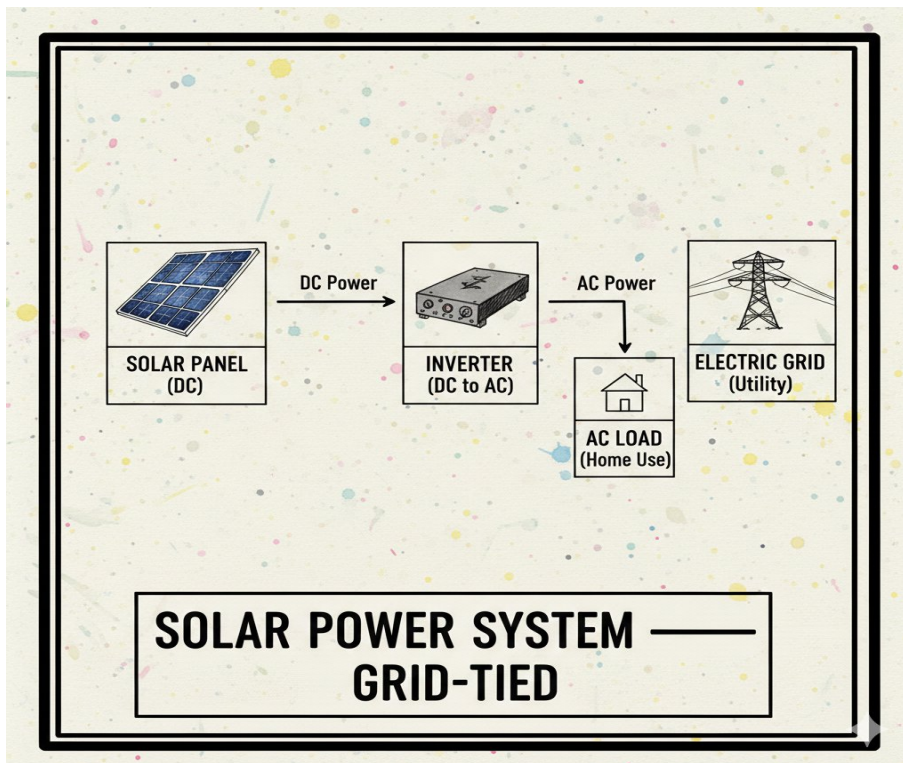 DC Power
AC Power
SOLAR PANEL
(DC)
INVERTER
(DC to AC)
ELECTRIC GRID
(Utility)
AC LOAD
(Home Use)
SOLAR POWER SYSTEM —
GRID-TIED